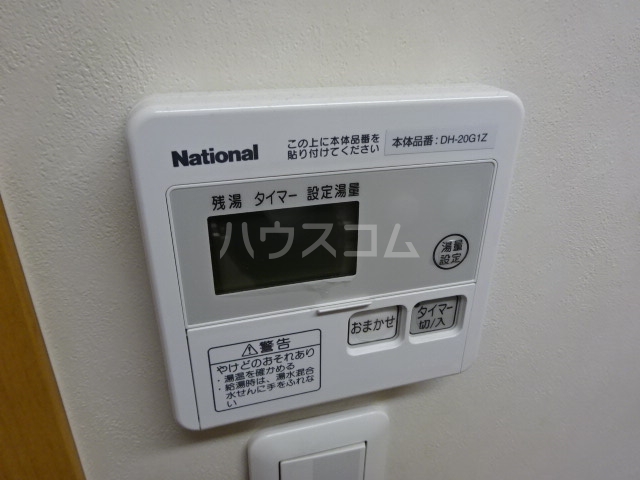 National
この上に本体品番を
貼り付けてください
本体品番：DH-20G1Z
残湯 タイマー 設定湯量
ハウスコム
湯量
設定
おまかせ
タイマー
切/入
警告
やけどのおそれあり
・湯温を確かめる
・給湯時は、湯水混合
水せんに手をふれな
い